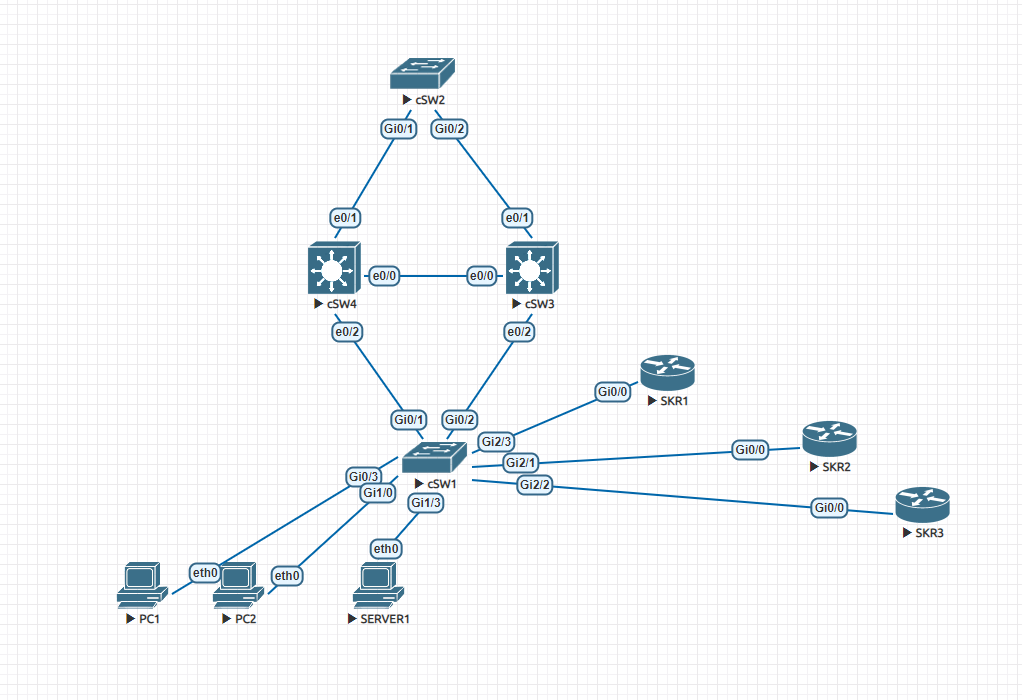 cSW2
Gi0/1
Gi0/2
e0/1
e0/1
e0/0
e0/0
cSW4
cSW3
e0/2
e0/2
Gi0/0
SKR1
Gi0/1
Gi0/2
Gi2/3
Gi0/0
Gi2/1
SKR2
Gi0/3
cSW1
Gi2/2
Gi1/0
Gi1/3
Gi0/0
SKR3
eth0
eth0
eth0
PC1
PC2
SERVER1